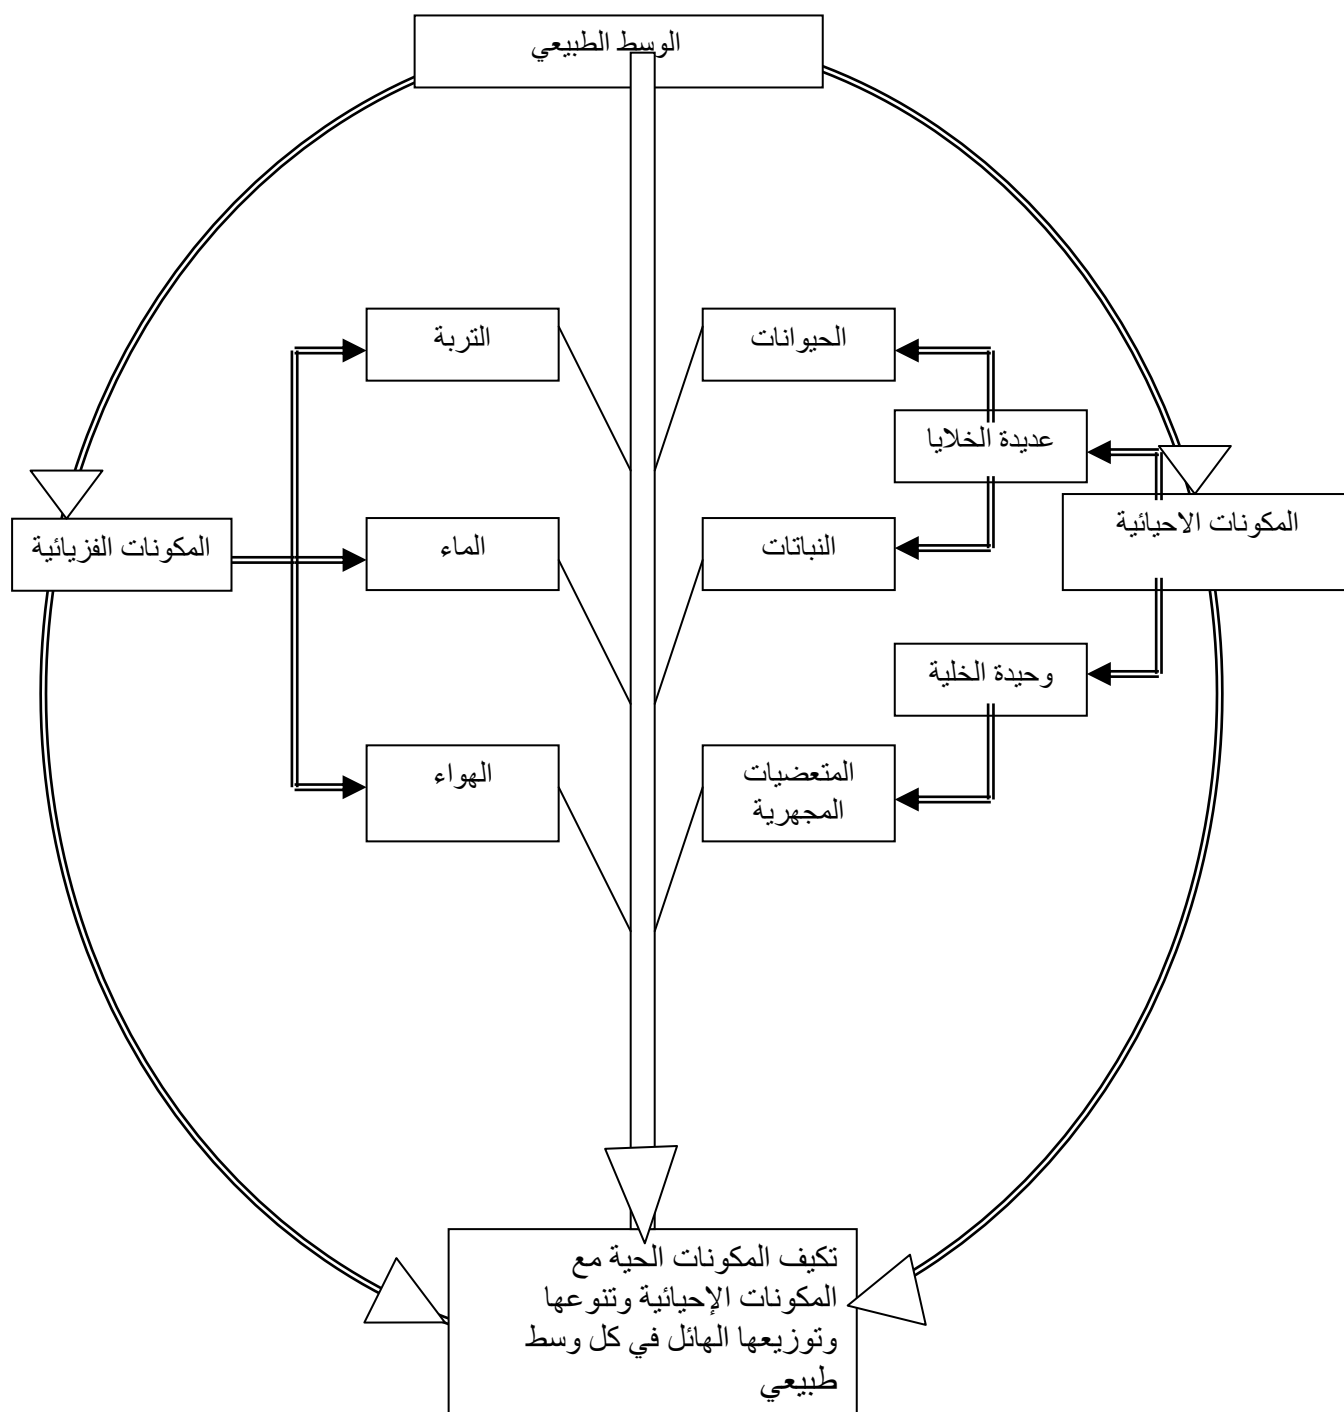 الوسط الطبيعي
الحيوانات
التربة
عديدة الخلايا
المكونات الاحيائية
النباتات
الماء
المكونات الفزيائية
وحيدة الخلية
المتعضيات
المجهرية
الهواء
تكيف المكونات الحية مع
المكونات الإحيائية وتنوعها
وتوزيعها الهائل في كل وسط
طبيعي